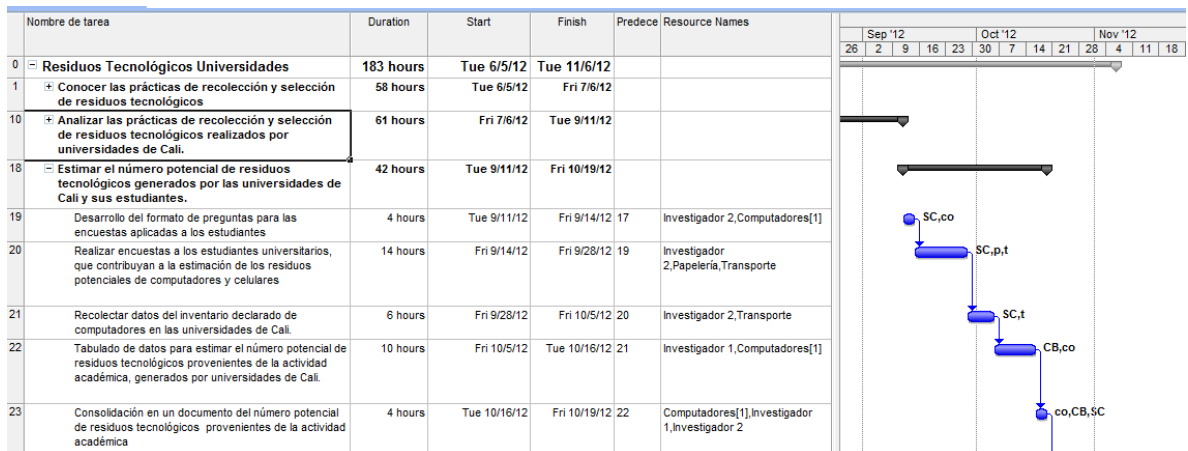 Nombre de tarea Duration Start Finish Predece Resource Names
Sep '12 Oct '12 Nov '12
26 2 9 16 23 30 7 14 21 28 4 11 18
0 Residuos Tecnológicos Universidades 183 hours Tue 6/5/12 Tue 11/6/12
1 Conocer las prácticas de recolección y selección 58 hours Tue 6/5/12 Fri 7/6/12
de residuos tecnológicos
10 Analizar las prácticas de recolección y selección 61 hours Fri 7/6/12 Tue 9/11/12
de residuos tecnológicos realizados por
universidades de Cali.
18 Estimar el número potencial de residuos 42 hours Tue 9/11/12 Fri 10/19/12
tecnológicos generados por las universidades de
Cali y sus estudiantes.
19 Desarrollo del formato de preguntas para las 4 hours Tue 9/11/12 Fri 9/14/12 17 Investigador 2,Computadores[1] SC,co
encuestas aplicadas a los estudiantes
20 Realizar encuestas a los estudiantes universitarios, 14 hours Fri 9/14/12 Fri 9/28/12 19 Investigador SC,p,t
que contribuyan a la estimación de los residuos 2,Papelería,Transporte
potenciales de computadores y celulares
21 Recolectar datos del inventario declarado de 6 hours Fri 9/28/12 Fri 10/5/12 20 Investigador 2,Transporte SC,t
computadores en las universidades de Cali.
22 Tabulado de datos para estimar el número potencial de 10 hours Fri 10/5/12 Tue 10/16/12 21 Investigador 1,Computadores[1] CB,co
residuos tecnológicos provenientes de la actividad
académica, generados por universidades de Cali.
23 Consolidación en un documento del número potencial 4 hours Tue 10/16/12 Fri 10/19/12 22 Computadores[1],Investigador co,CB,SC
de residuos tecnológicos provenientes de la actividad 1,Investigador 2
académica